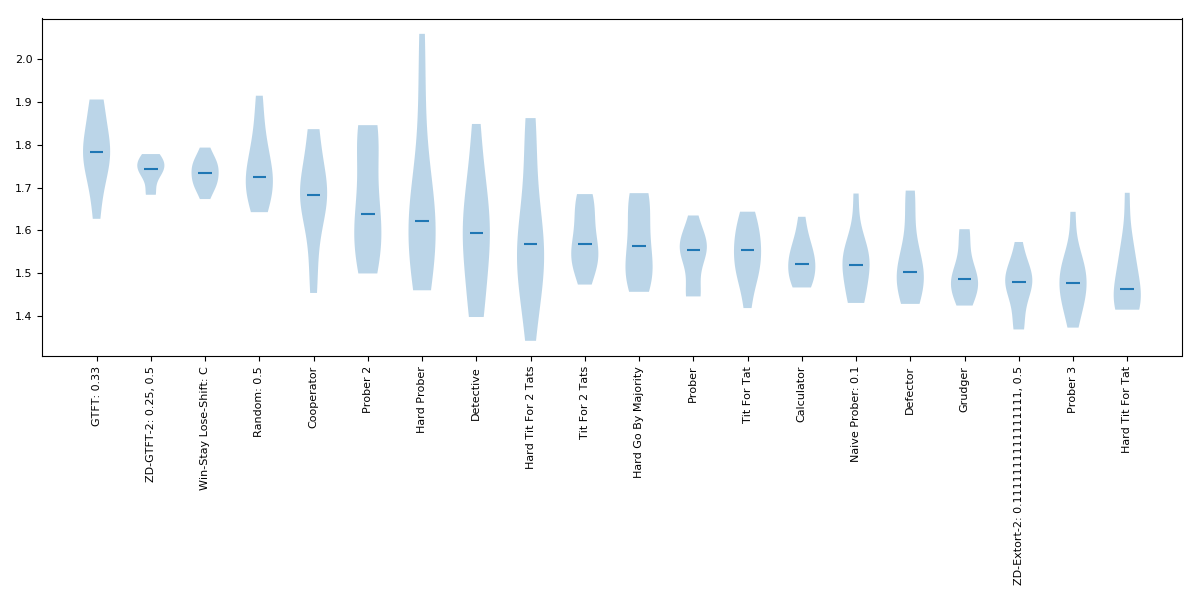 2.0
1.9
1.8
1.7
1.6
1.5
1.4
GTFT: 0.33
ZD-GTFT-2: 0.25, 0.5
Win-Stay Lose-Shift: C
Random: 0.5
Cooperator
Prober 2
Hard Prober
Detective
Hard Tit For 2 Tats
Tit For 2 Tats
Hard Go By Majority
Prober
Tit For Tat
Calculator
Naive Prober: 0.1
Defector
Grudger
ZD-Extort-2: 0.1111111111111111, 0.5
Prober 3
Hard Tit For Tat